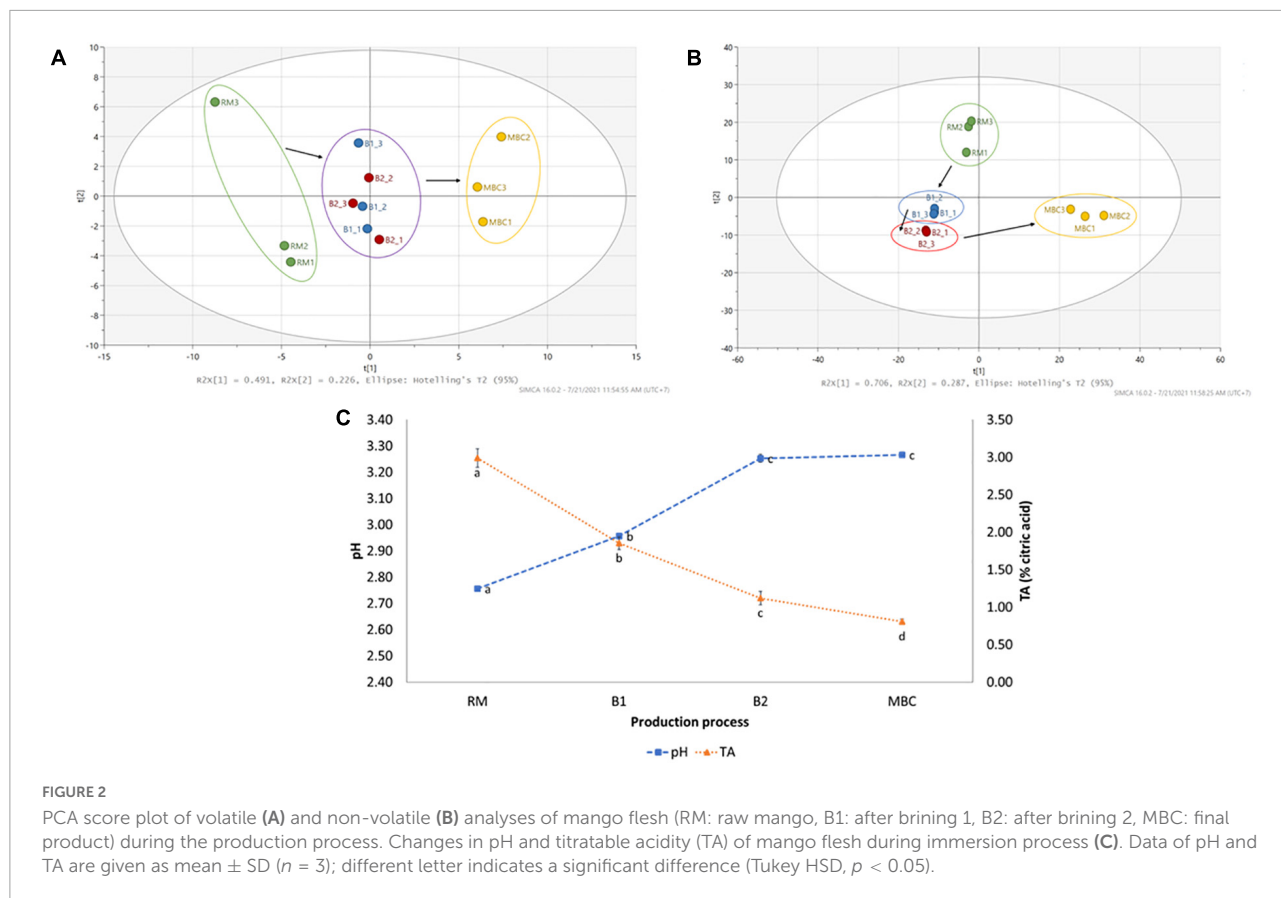 A
10
8
6
4
2
0
-2
-4
-6
-8
-10
t[2]
RM3
RM2
RM1
B1_3
B2_2
B2_3
B1_2
B1_1
B2_1
MBC2
MBC3
MBC1
-15
-10
-5
0
5
10
15
t[1]
R2X[1] = 0.491, R2X[2] = 0.226, Ellipse: Hotelling's T2 (95%)
SIMCA 16.0.2 - 7/21/2021 11:54:55 AM (UTC+7)
B
40
30
20
10
0
-10
-20
-30
-40
t[2]
RM3
RM2
RM1
B1_2
B1_3
B1_1
B2_2
B2_1
B2_3
MBC3
MBC2
MBC1
-60
-40
-20
0
20
40
60
t[1]
R2X[1] = 0.706, R2X[2] = 0.287, Ellipse: Hotelling's T2 (95%)
SIMCA 16.0.2 - 7/21/2021 11:58:25 AM (UTC+7)
C
3.40
3.30
3.20
3.10
3.00
2.90
2.80
2.70
2.60
2.50
2.40
pH
3.50
3.00
2.50
2.00
1.50
1.00
0.50
0.00
TA (% citric acid)
a
a
b
b
c
c
c
d
RM
B1
B2
MBC
Production process
pH
TA
FIGURE 2
PCA score plot of volatile (A) and non-volatile (B) analyses of mango flesh (RM: raw mango, B1: after brining 1, B2: after brining 2, MBC: final
product) during the production process. Changes in pH and titratable acidity (TA) of mango flesh during immersion process (C). Data of pH and
TA are given as mean ± SD (n = 3); different letter indicates a significant difference (Tukey HSD, p < 0.05).